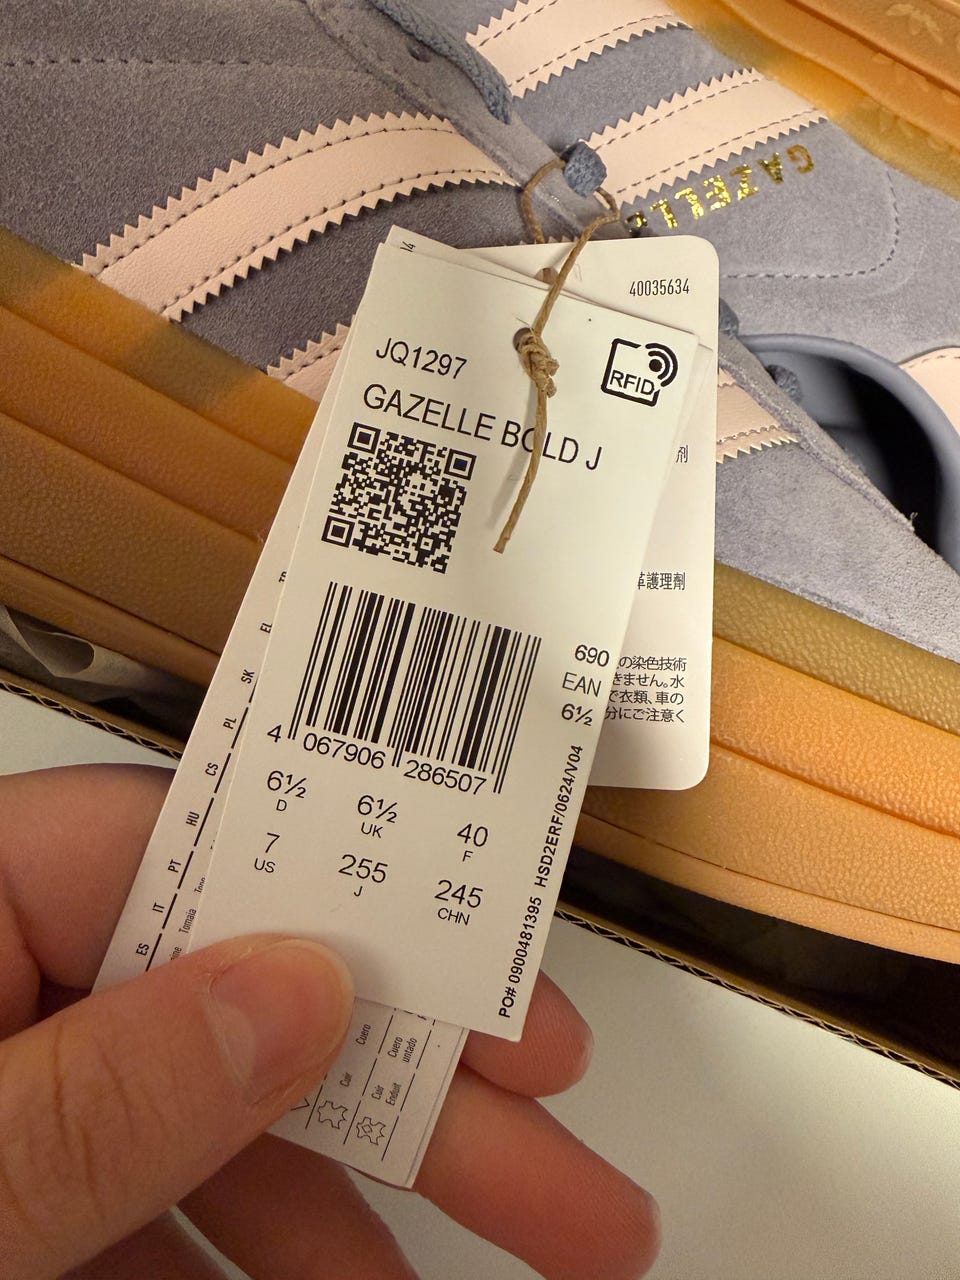 GAZELLE
40035634
JQ1297
RFID
GAZELLE BOLD J
剤
革護理劑
690
EAN
6½
の染色技術
きません。水
で衣類、車の
分にご注意く
4 067906 286507
6½ D
6½ UK
40 F
7 US
255 J
245 CHN
PO# 0900481395 HSD2ERF/0624/V04
EL
SK
PL
CS
HU
PT
IT
ES
Tomaia
Cuero
Cuir
Cuero
untado
Cuir
Enduit